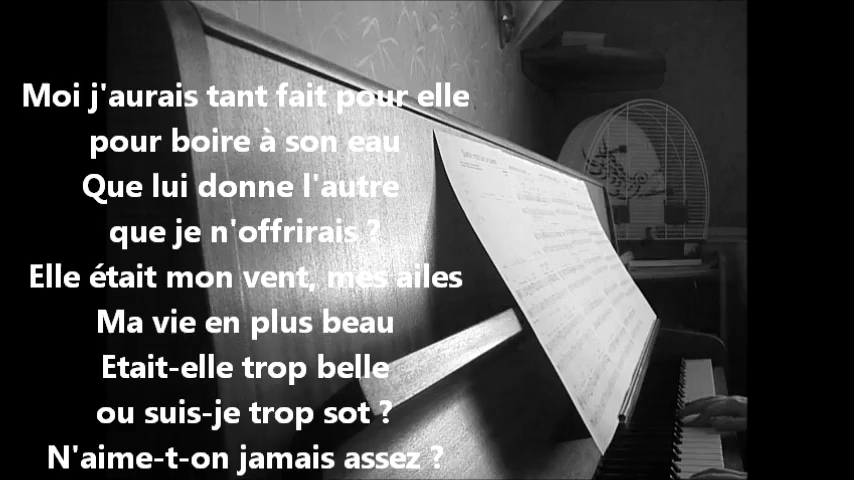 Moi j'aurais tant fait pour elle
pour boire à son eau
Que lui donne l'autre
que je n'offrirais ?
Elle était mon vent, mes ailes
Ma vie en plus beau
Etait-elle trop belle
ou suis-je trop sot ?
N'aime-t-on jamais assez ?